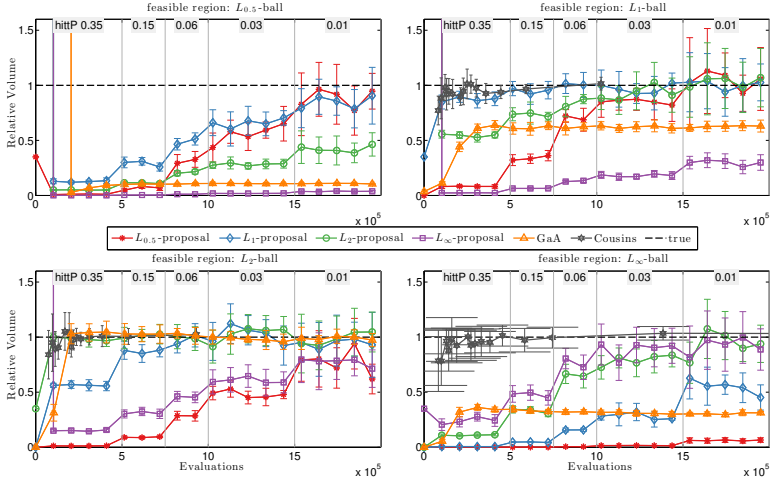 feasible region: L0.5-ball
feasible region: L1-ball
hittP 0.35 0.15 0.06 0.03 0.01
hittP 0.35 0.15 0.06 0.03 0.01
Relative Volume
1
0.5
0
0 5 10 15
x 10^5
1
0.5
0
0 5 10 15
x 10^5
L0.5-proposal L1-proposal L2-proposal L∞-proposal GaA Cousins true
feasible region: L2-ball
feasible region: L∞-ball
hittP 0.35 0.15 0.06 0.03 0.01
hittP 0.35 0.15 0.06 0.03 0.01
Relative Volume
1.5
1
0.5
0
0 5 10 15
Evaluations
x 10^5
1.5
1
0.5
0
0 5 10 15
Evaluations
x 10^5